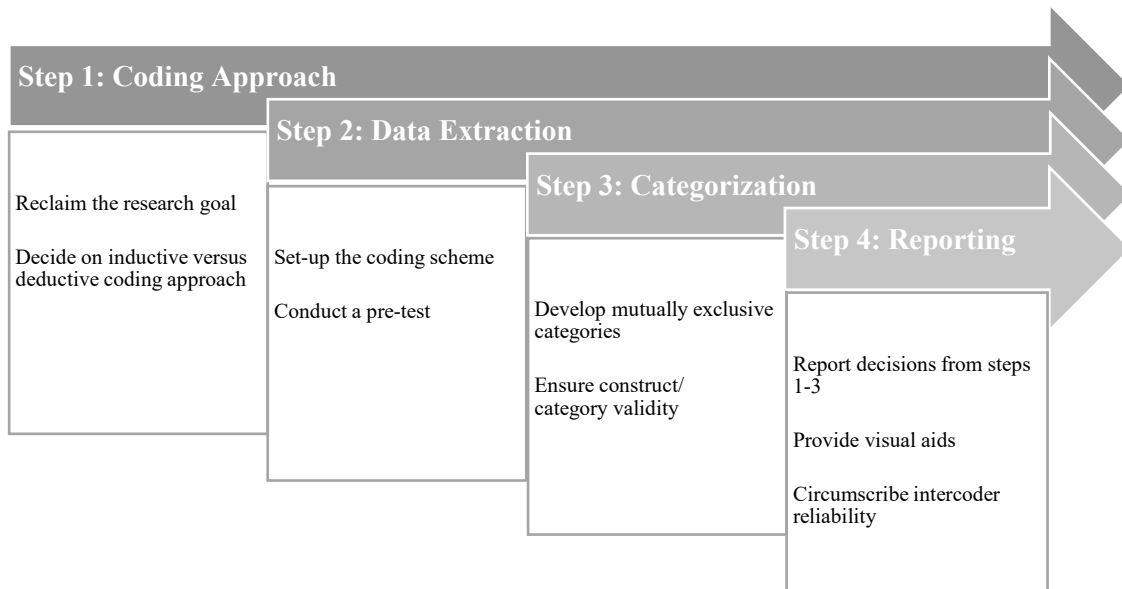 Step 1: Coding Approach
Reclaim the research goal
Decide on inductive versus
deductive coding approach
Step 2: Data Extraction
Set-up the coding scheme
Conduct a pre-test
Step 3: Categorization
Develop mutually exclusive
categories
Ensure construct/
category validity
Step 4: Reporting
Report decisions from steps
1-3
Provide visual aids
Circumscribe intercoder
reliability